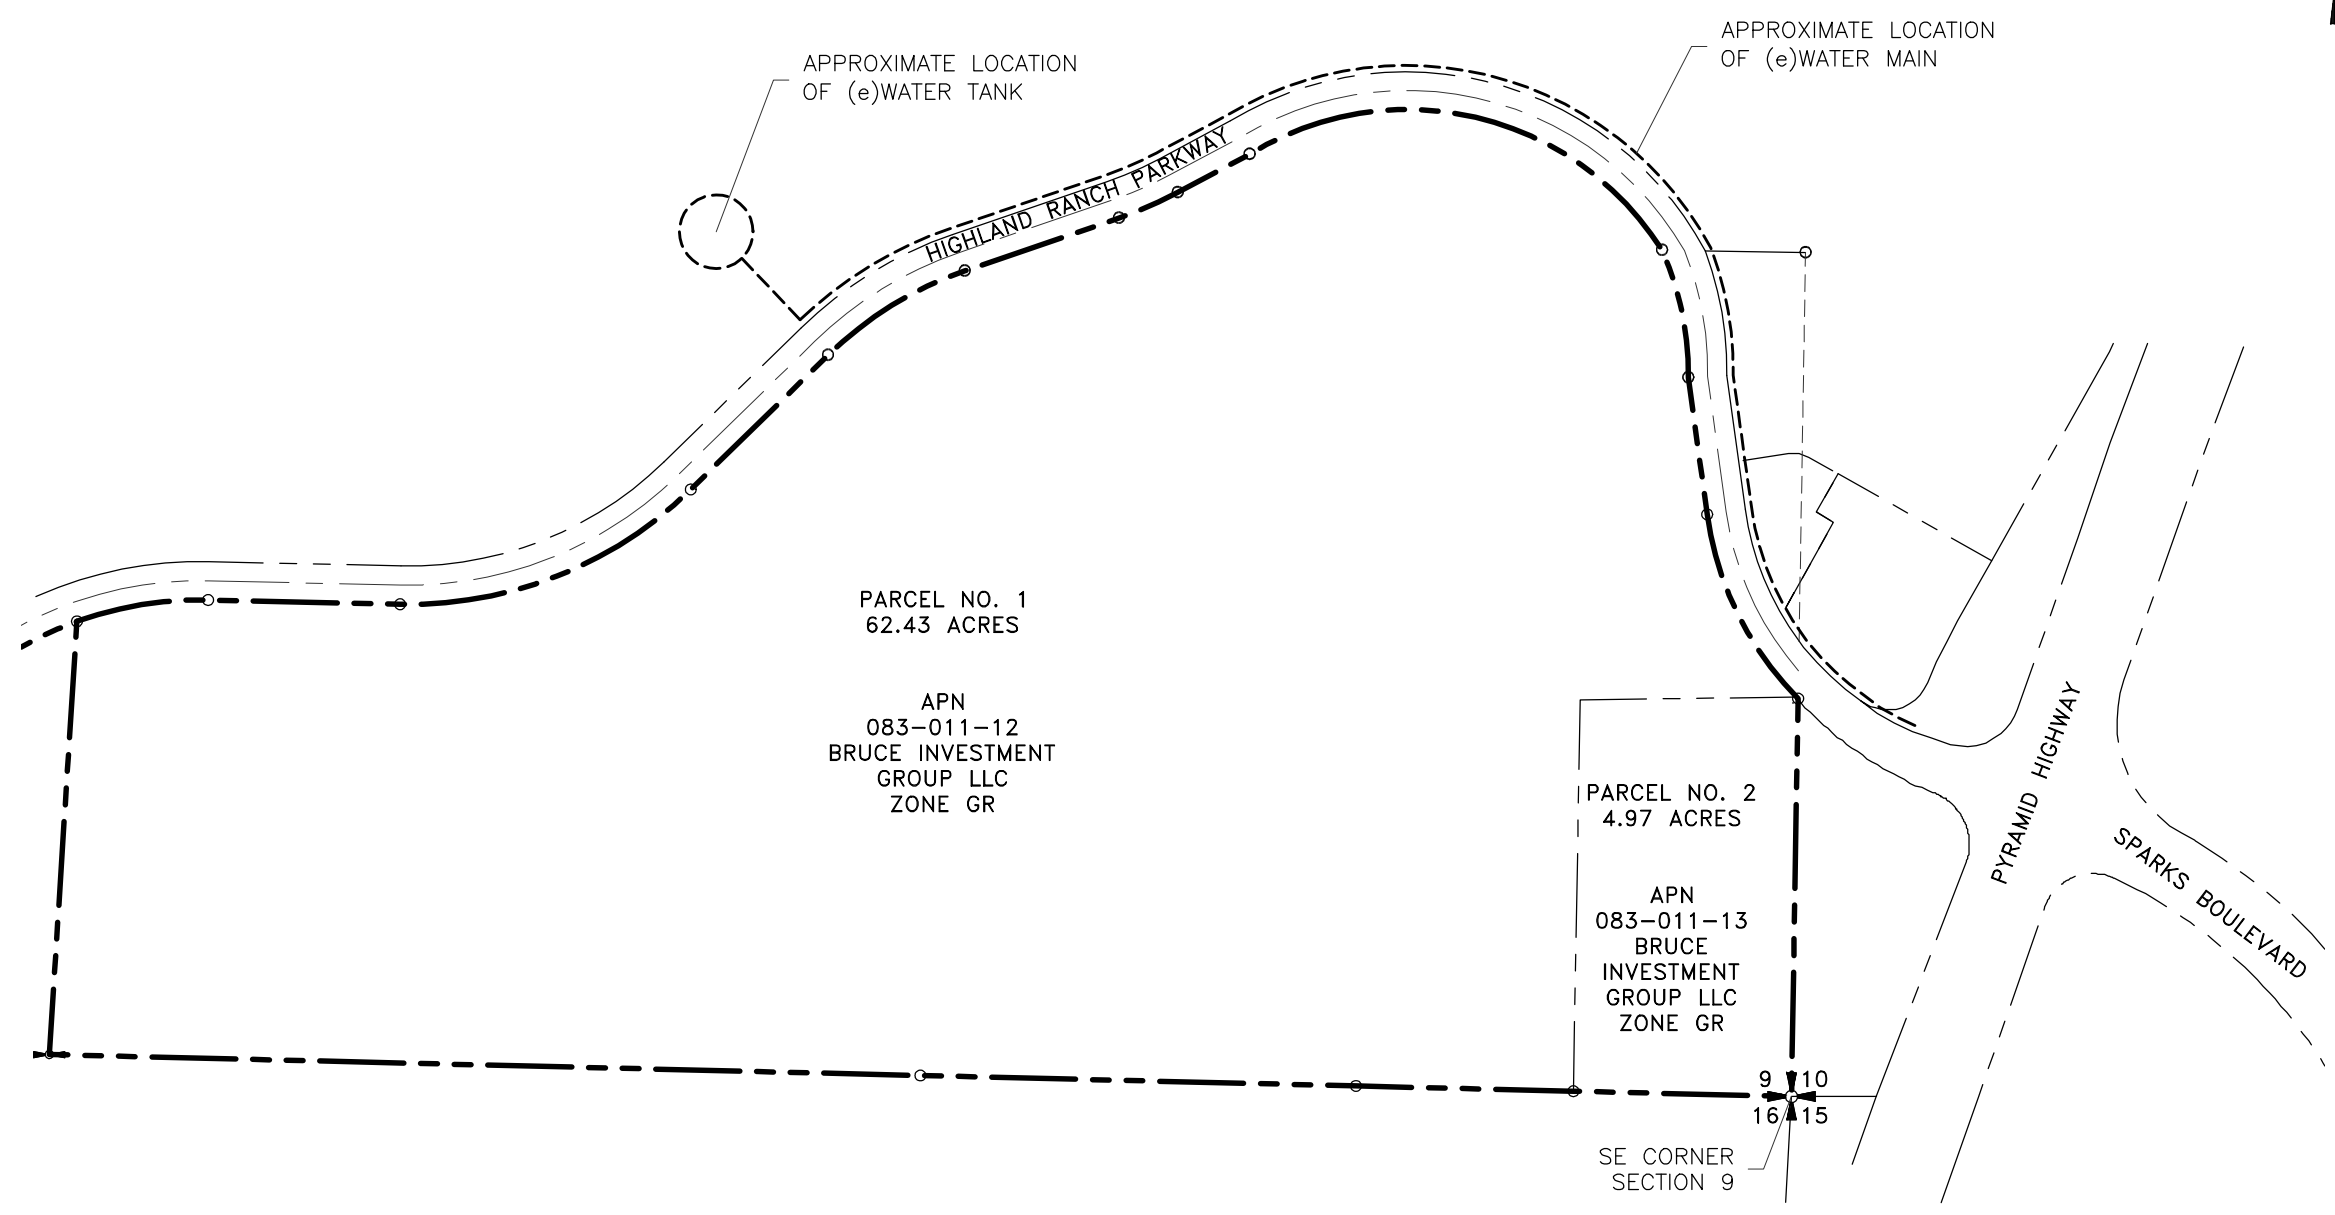 APPROXIMATE LOCATION
OF (e)WATER MAIN
APPROXIMATE LOCATION
OF (e)WATER TANK
HIGHLAND RANCH PARKWAY
PARCEL NO. 1
62.43 ACRES
APN
083-011-12
BRUCE INVESTMENT
GROUP LLC
ZONE GR
PARCEL NO. 2
4.97 ACRES
APN
083-011-13
BRUCE
INVESTMENT
GROUP LLC
ZONE GR
PYRAMID HIGHWAY
SPARKS BOULEVARD
9 10
16 15
SE CORNER
SECTION 9